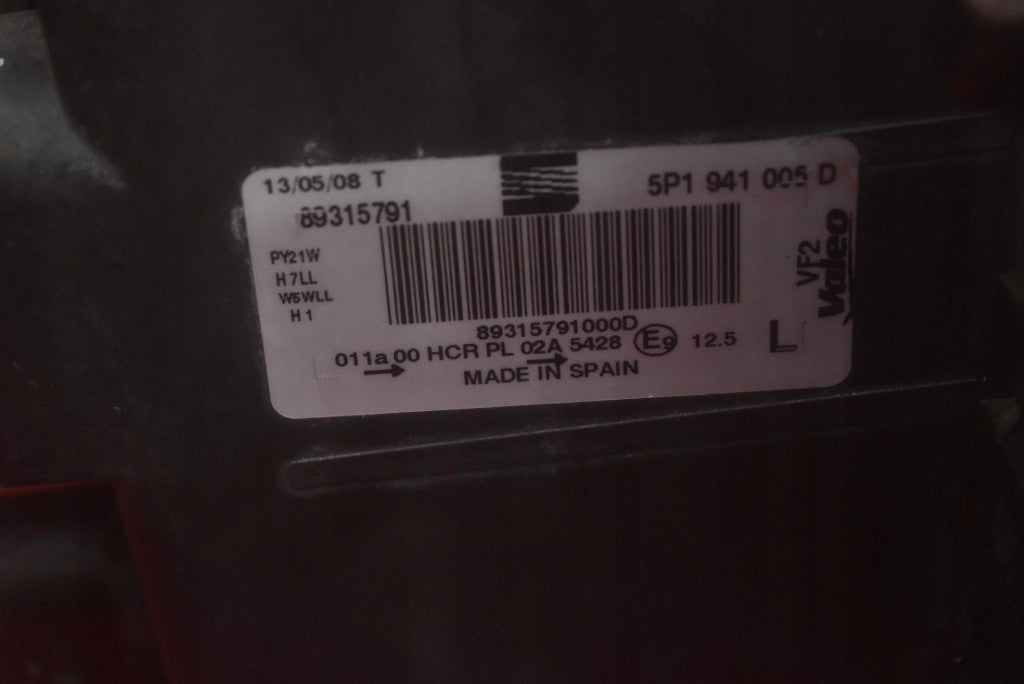 13/05/08 T
5P1 941 005 D
89315791
PY21W
H7LL
W5WLL
H1
VF2
Valeo
89315791000D
011a 00 HCR PL 02A 5428 E9 12.5
L
MADE IN SPAIN